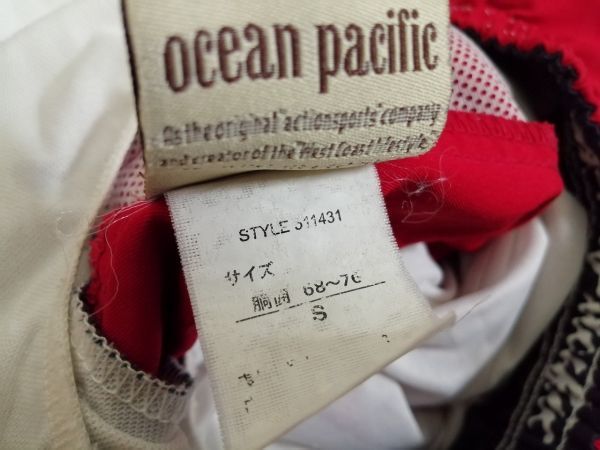 ocean pacific
As the original "actionsports" company
and creator of the "West Coast lifestyle"
STYLE 511431
サイズ
胴囲 68～76
S